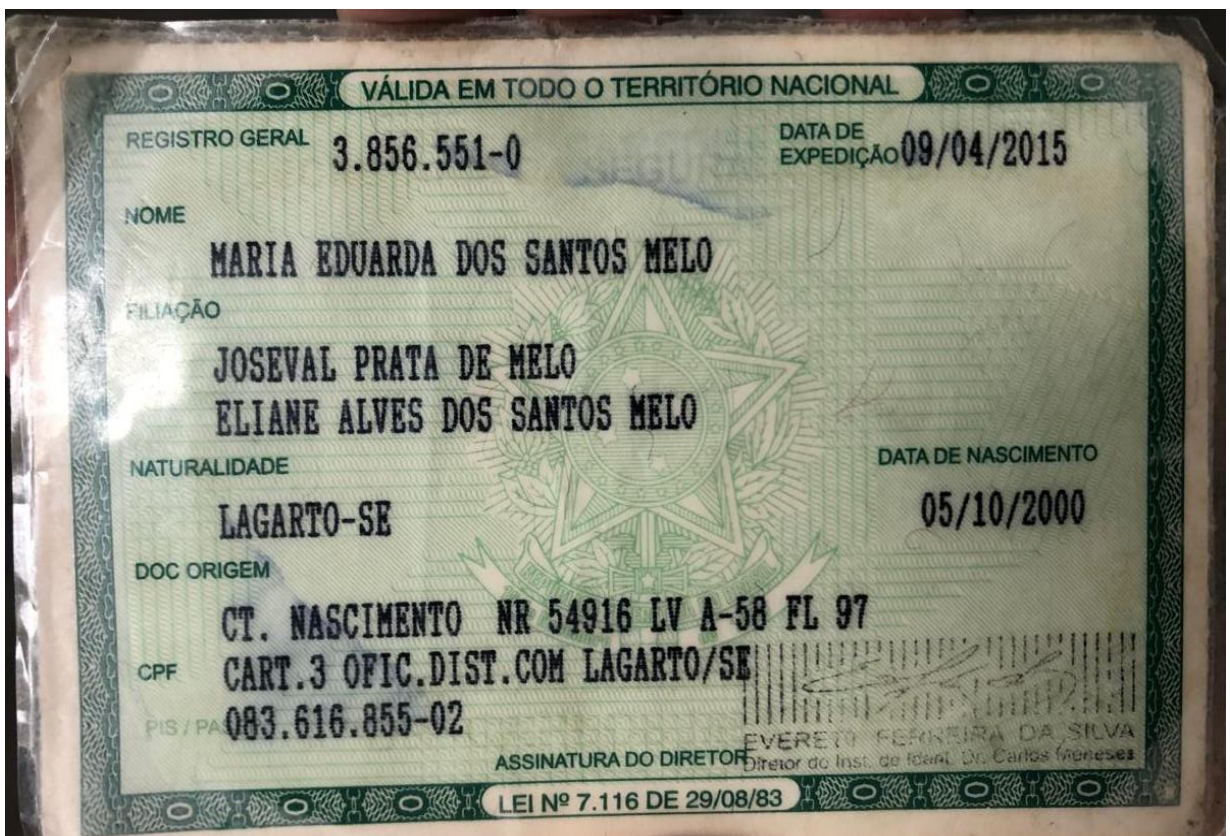 VÁLIDA EM TODO O TERRITÓRIO NACIONAL
REGISTRO GERAL 3.856.551-0 DATA DE EXPEDIÇÃO 09/04/2015
NOME
MARIA EDUARDA DOS SANTOS MELO
FILIAÇÃO
JOSEVAL PRATA DE MELO
ELIANE ALVES DOS SANTOS MELO
NATURALIDADE DATA DE NASCIMENTO
LAGARTO-SE 05/10/2000
DOC ORIGEM
CT. NASCIMENTO NR 54916 LV A-58 FL 97
CPF CART.3 OFIC.DIST.COM LAGARTO/SE
PIS / PA 083.616.855-02
FERREIRA DA SILVA
ASSINATURA DO DIRETOR Diretor do Inst. de Ident. Dr. Carlos Meneses
LEI Nº 7.116 DE 29/08/83